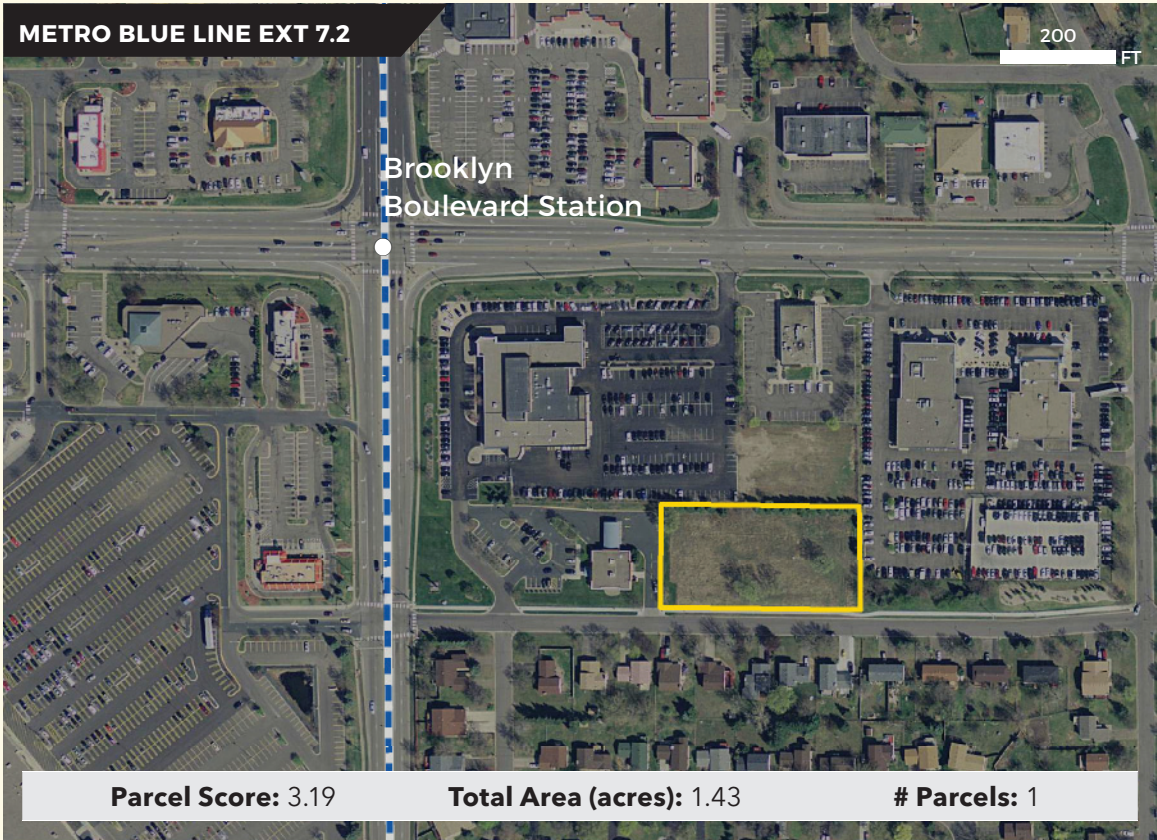 METRO BLUE LINE EXT 7.2
200
FT
Brooklyn
Boulevard Station
Parcel Score: 3.19 Total Area (acres): 1.43 # Parcels: 1